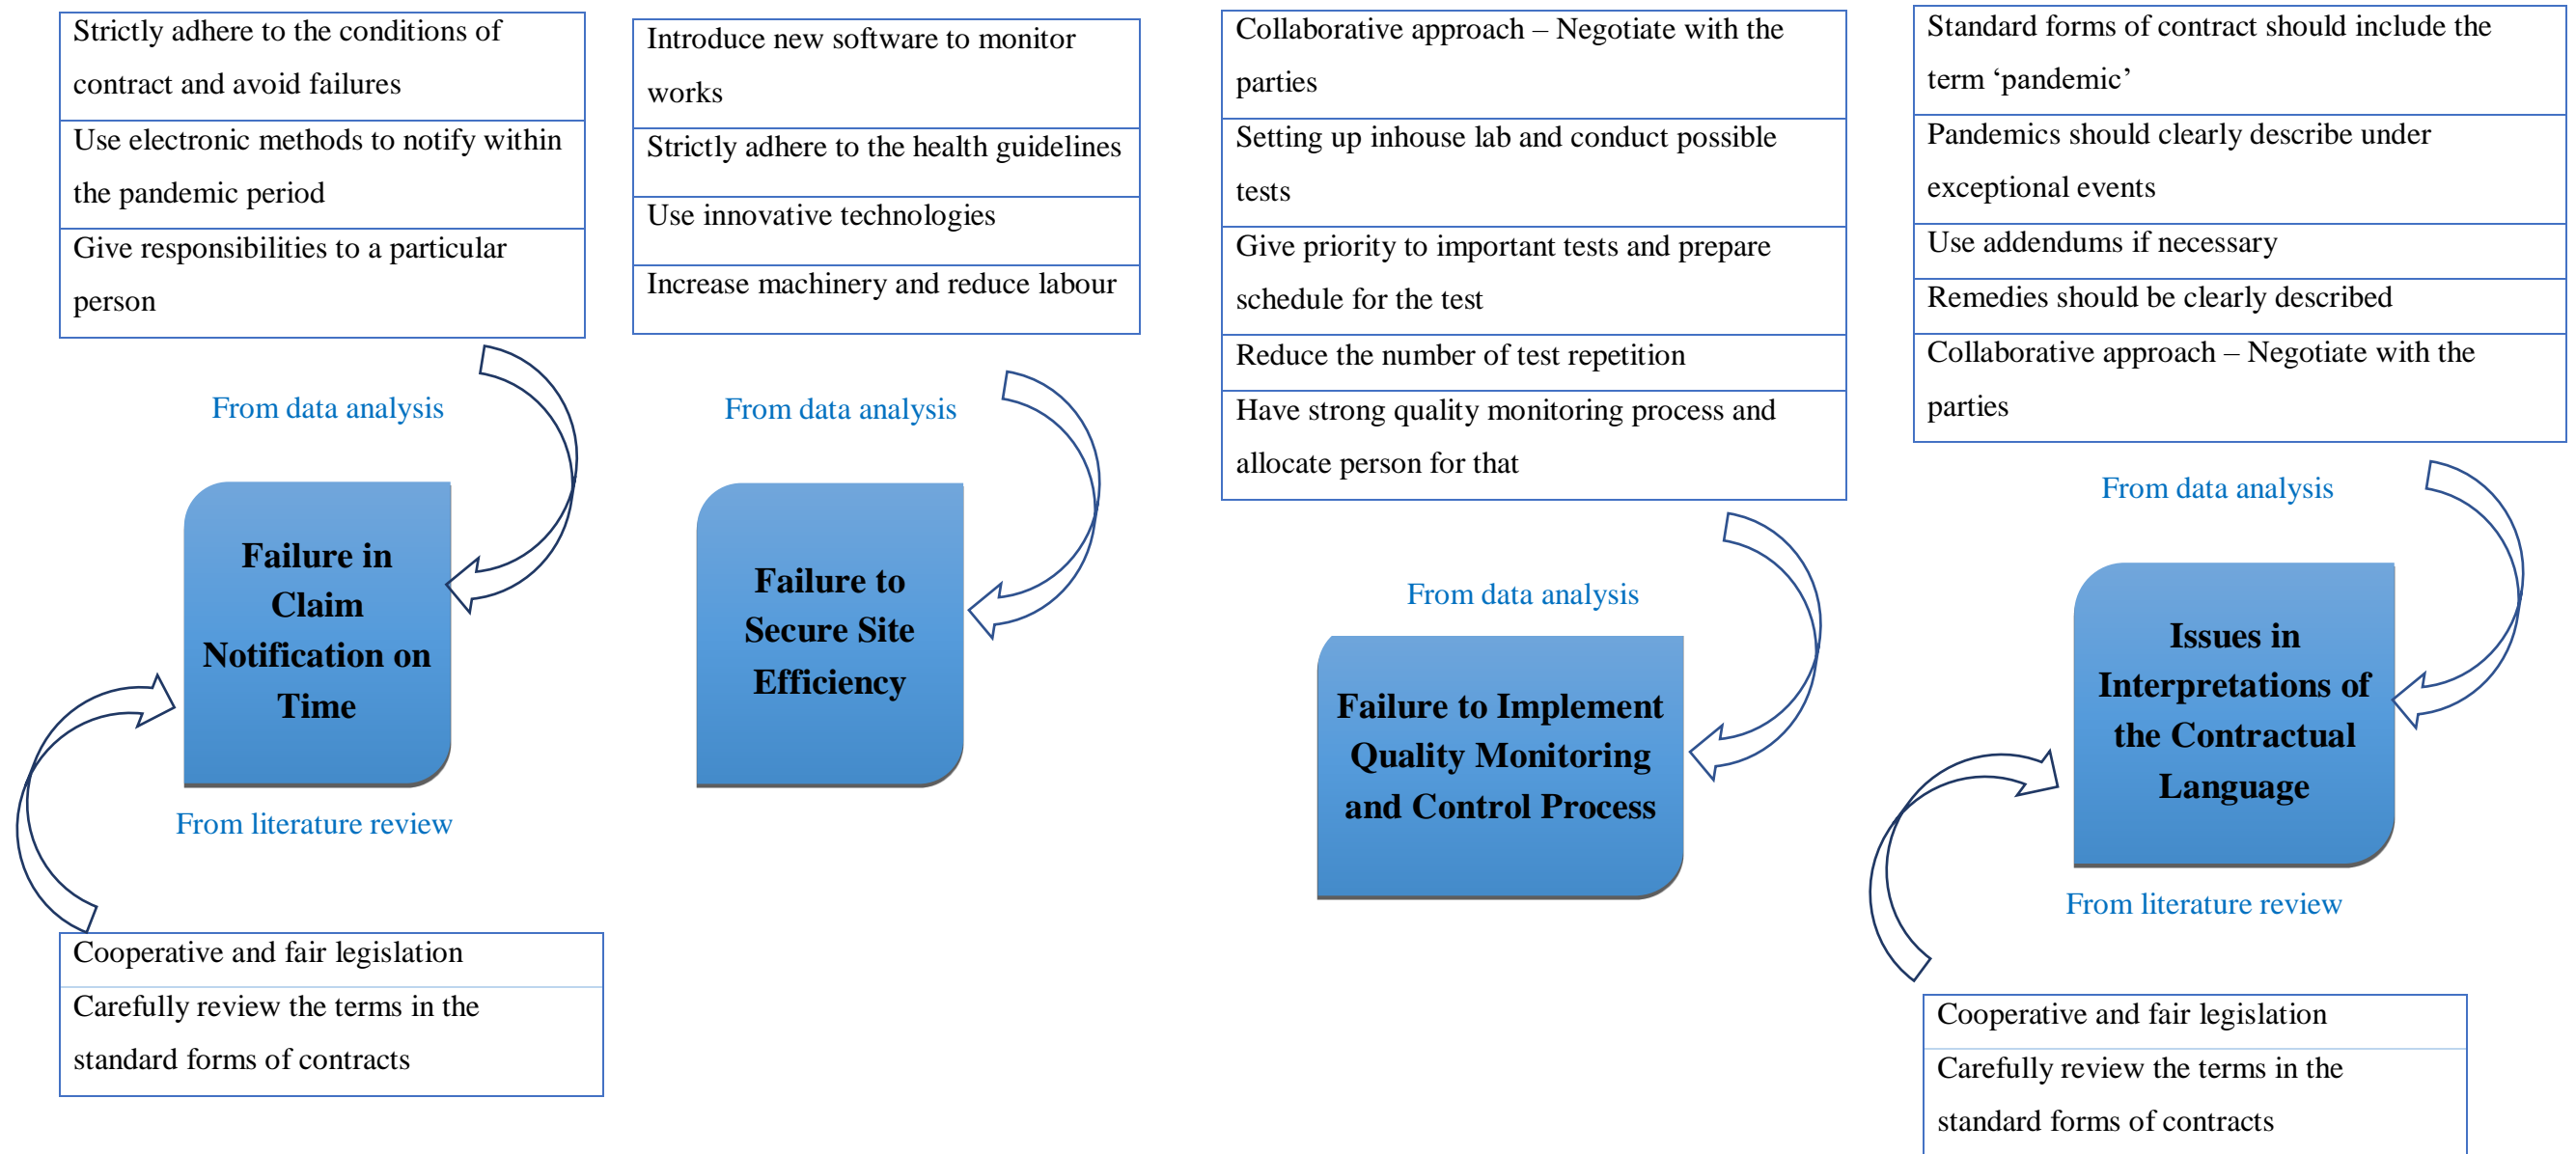 Strictly adhere to the conditions of
contract and avoid failures
Use electronic methods to notify within
the pandemic period
Give responsibilities to a particular
person
From data analysis
Failure in
Claim
Notification on
Time
From literature review
Cooperative and fair legislation
Carefully review the terms in the
standard forms of contracts
Introduce new software to monitor
works
Strictly adhere to the health guidelines
Use innovative technologies
Increase machinery and reduce labour
From data analysis
Failure to
Secure Site
Efficiency
Collaborative approach – Negotiate with the
parties
Setting up inhouse lab and conduct possible
tests
Give priority to important tests and prepare
schedule for the test
Reduce the number of test repetition
Have strong quality monitoring process and
allocate person for that
From data analysis
Failure to Implement
Quality Monitoring
and Control Process
Standard forms of contract should include the
term ‘pandemic’
Pandemics should clearly describe under
exceptional events
Use addendums if necessary
Remedies should be clearly described
Collaborative approach – Negotiate with the
parties
From data analysis
Issues in
Interpretations of
the Contractual
Language
From literature review
Cooperative and fair legislation
Carefully review the terms in the
standard forms of contracts